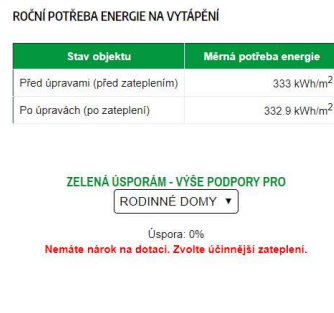 ROČNÍ POTŘEBA ENERGIE NA VYTÁPĚNÍ
Stav objektu Měrná potřeba energie
Před úpravami (před zateplením) 333 kWh/m2
Po úpravách (po zateplení) 332.9 kWh/m2
ZELENÁ ÚSPORÁM - VÝŠE PODPORY PRO
RODINNÉ DOMY ▼
Úspora: 0%
Nemáte nárok na dotaci. Zvolte účinnější zateplení.